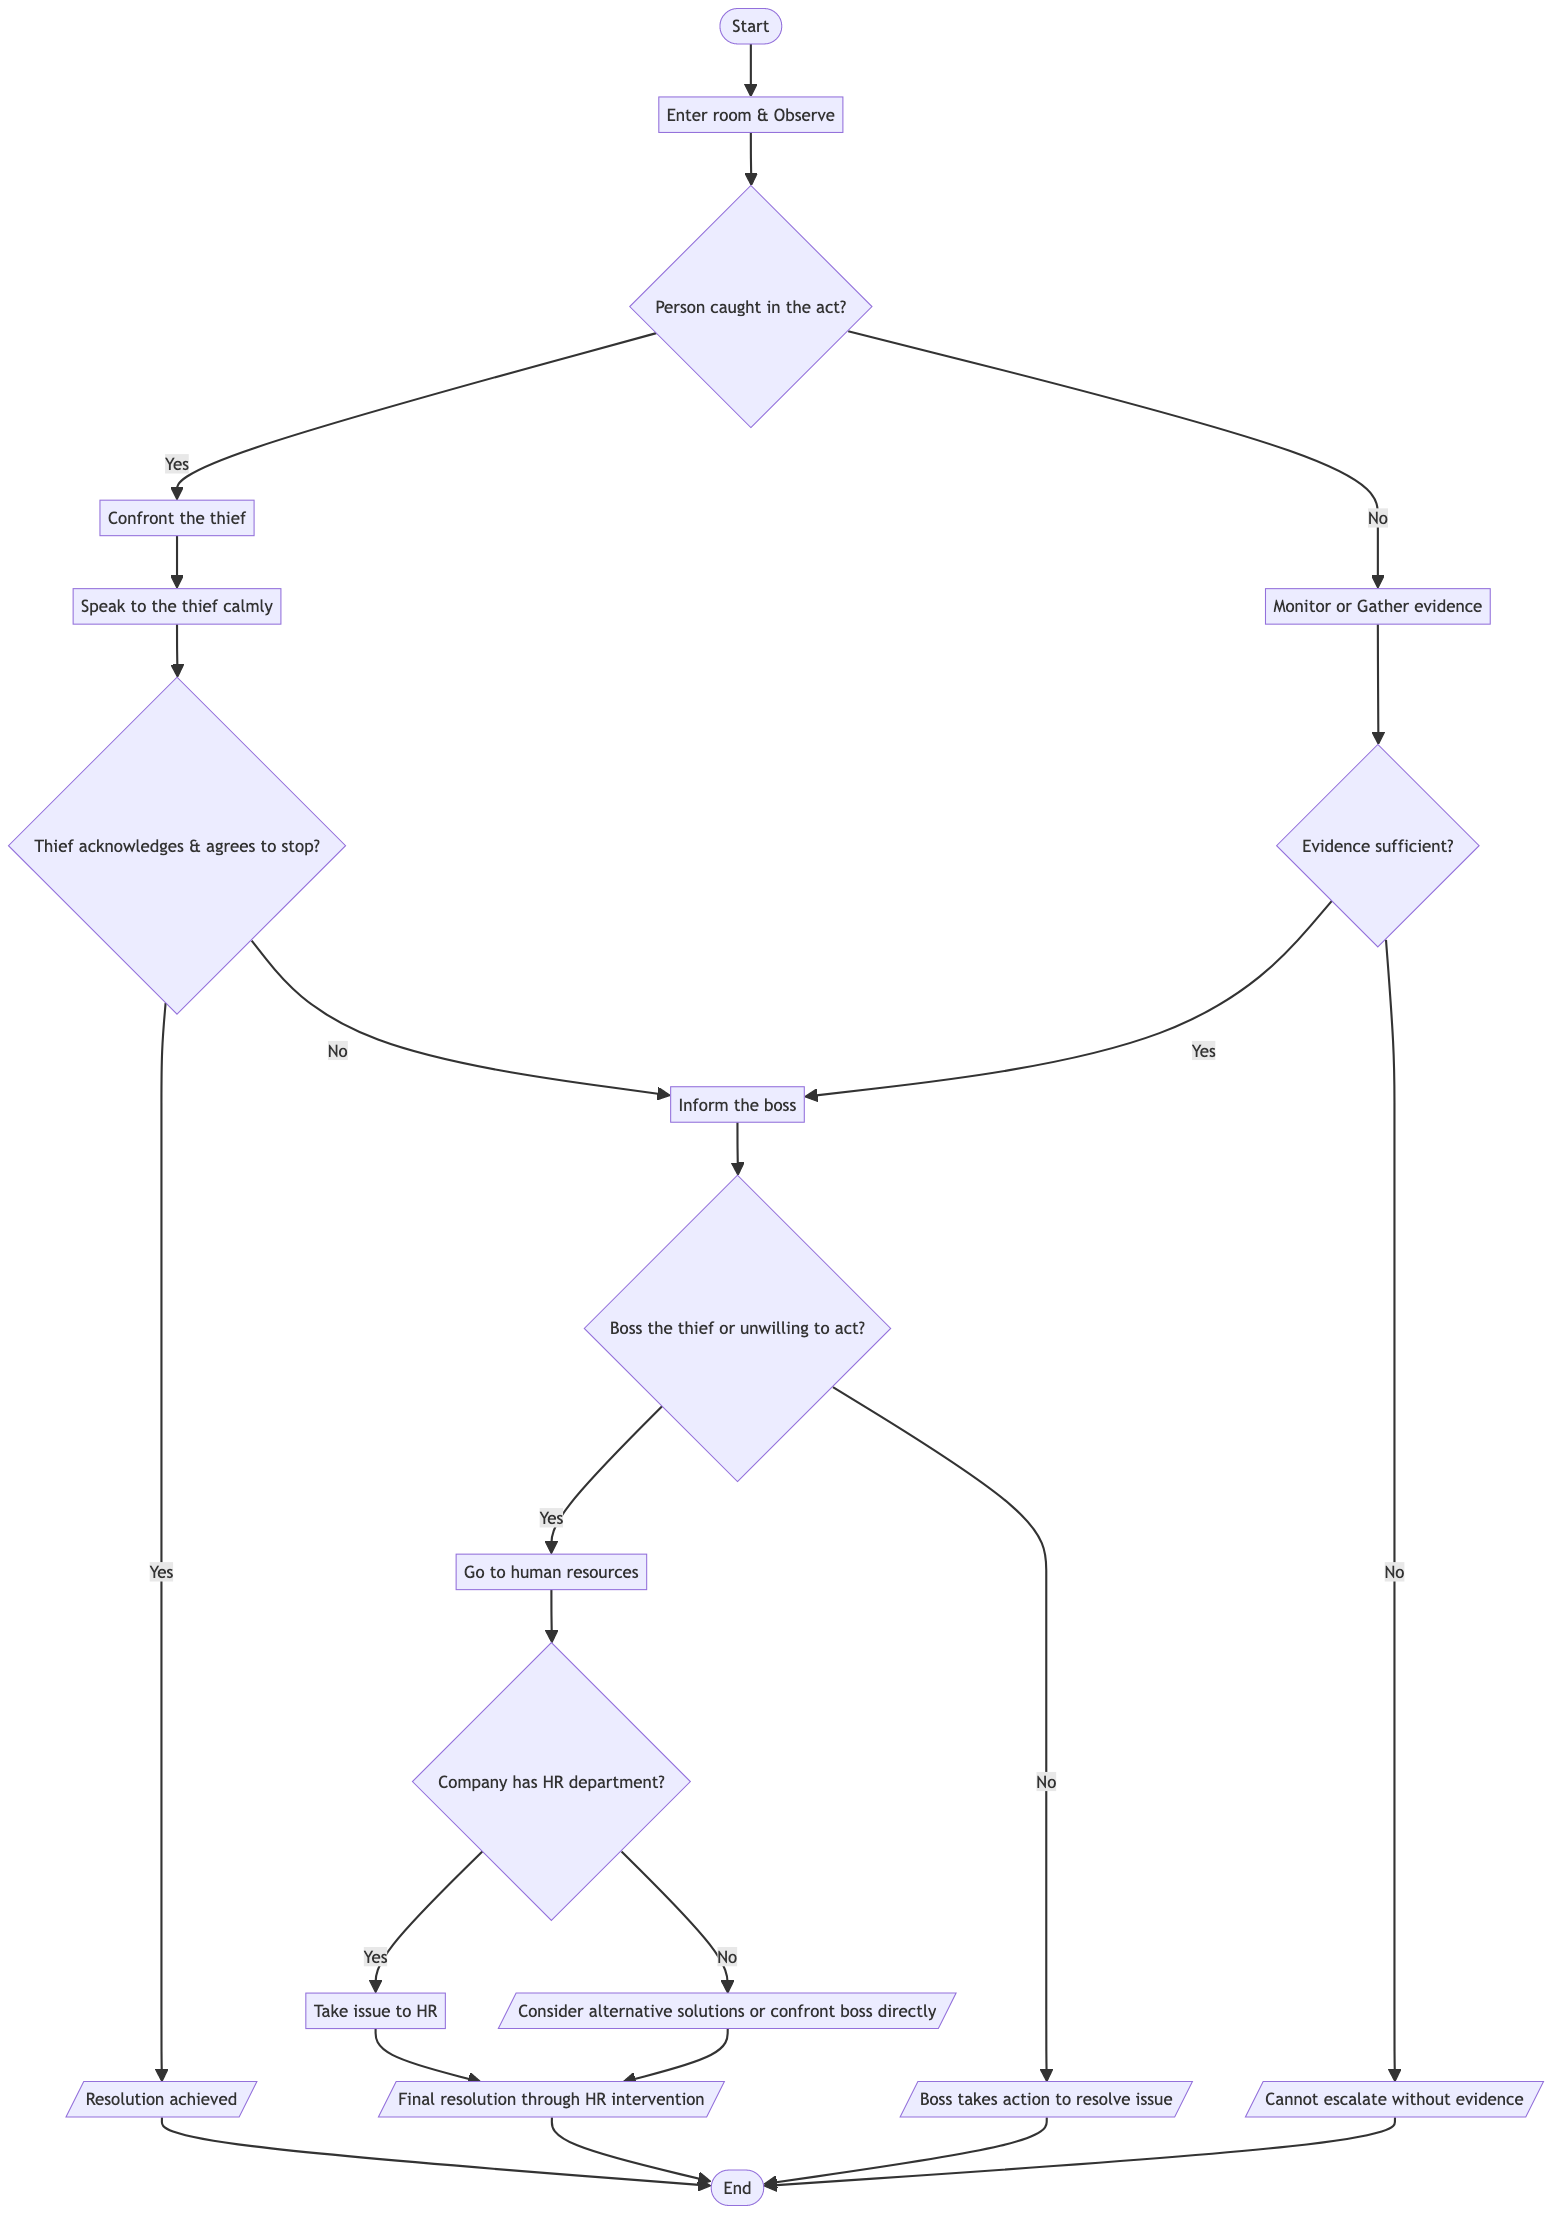 Start
Enter room & Observe
Person caught in the act?
Yes
No
Confront the thief
Speak to the thief calmly
Monitor or Gather evidence
Thief acknowledges & agrees to stop?
Evidence sufficient?
No
Yes
Inform the boss
Boss the thief or unwilling to act?
Yes
Go to human resources
Yes
No
Company has HR department?
No
Yes
No
Take issue to HR
Consider alternative solutions or confront boss directly
Resolution achieved
Final resolution through HR intervention
Boss takes action to resolve issue
Cannot escalate without evidence
End